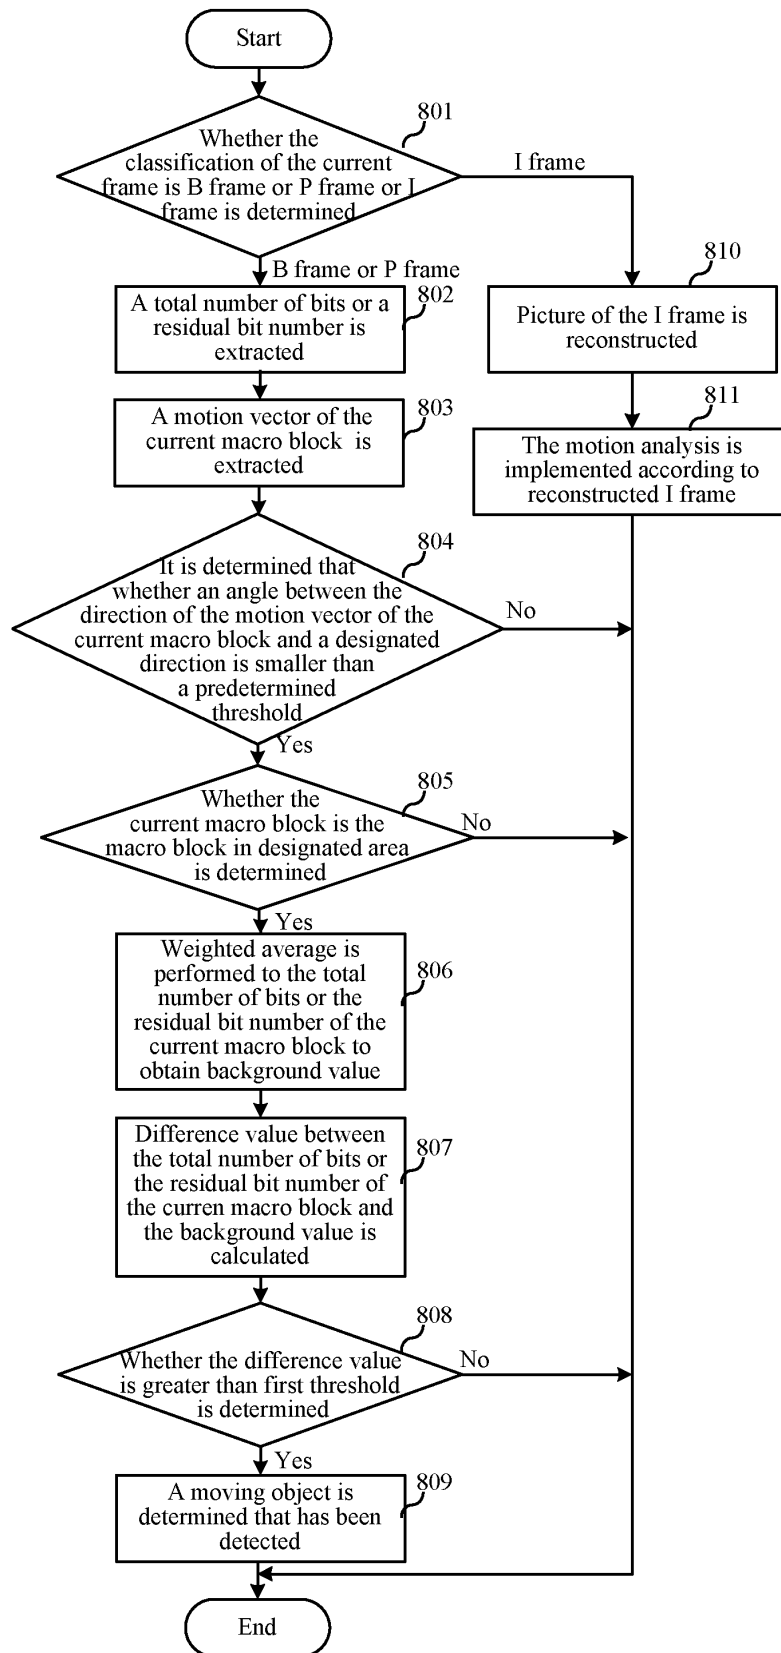 Start
801
Whether the
classification of the current
frame is B frame or P frame or I
frame is determined
I frame
B frame or P frame
802
A total number of bits or a
residual bit number is
extracted
810
Picture of the I frame is
reconstructed
803
A motion vector of the
current macro block is
extracted
811
The motion analysis is
implemented according to
reconstructed I frame
804
It is determined that
whether an angle between the
direction of the motion vector of the
current macro block and a designated
direction is smaller than
a predetermined
threshold
No
Yes
805
Whether the
current macro block is the
macro block in designated area
is determined
No
Yes
806
Weighted average is
performed to the total
number of bits or the
residual bit number of the
current macro block to
obtain background value
807
Difference value between
the total number of bits or
the residual bit number of
the curren macro block and
the background value is
calculated
808
Whether the difference value
is greater than first threshold
is determined
No
Yes
809
A moving object is
determined that has been
detected
End